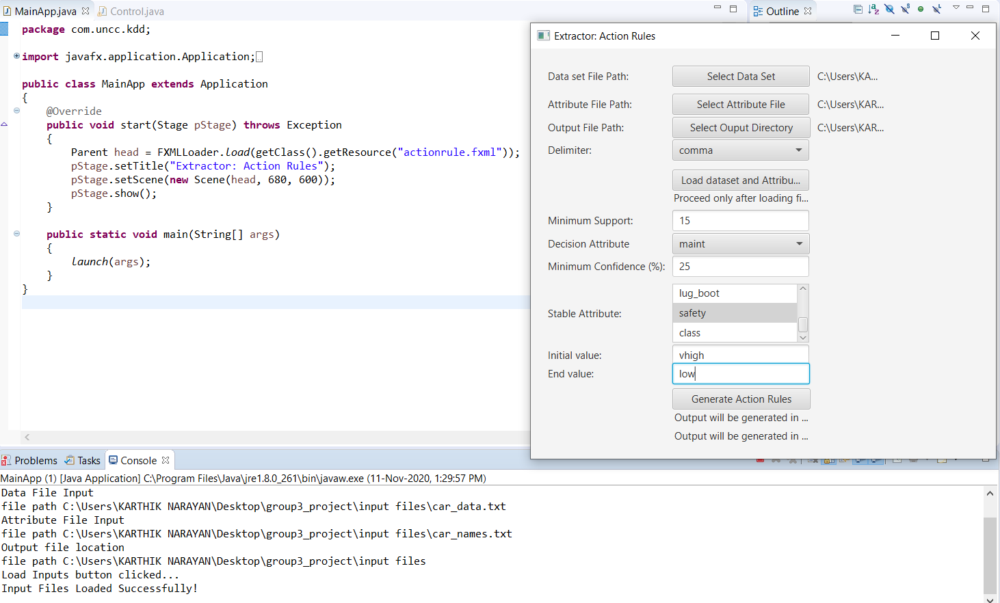 MainApp.java
Control.java
package com.uncc.kdd;
import javafx.application.Application;
public class MainApp extends Application
{
@Override
public void start(Stage pStage) throws Exception
{
Parent head = FXMLLoader.load(getClass().getResource("actionrule.fxml"));
pStage.setTitle("Extractor: Action Rules");
pStage.setScene(new Scene(head, 680, 600));
pStage.show();
}
public static void main(String[] args)
{
launch(args);
}
}
Outline
Extractor: Action Rules
Data set File Path: Select Data Set C:\Users\KA...
Attribute File Path: Select Attribute File C:\Users\KAR...
Output File Path: Select Ouput Directory C:\Users\KAR...
Delimiter: comma
Load dataset and Attribu...
Proceed only after loading fi...
Minimum Support: 15
Decision Attribute maint
Minimum Confidence (%): 25
lug_boot
Stable Attribute: safety
class
Initial value: vhigh
End value: low
Generate Action Rules
Output will be generated in ...
Output will be generated in ...
Problems Tasks Console
MainApp (1) [Java Application] C:\Program Files\Java\jre1.8.0_261\bin\javaw.exe (11-Nov-2020, 1:29:57 PM)
Data File Input
file path C:\Users\KARTHIK NARAYAN\Desktop\group3_project\input files\car_data.txt
Attribute File Input
file path C:\Users\KARTHIK NARAYAN\Desktop\group3_project\input files\car_names.txt
Output file location
file path C:\Users\KARTHIK NARAYAN\Desktop\group3_project\input files
Load Inputs button clicked...
Input Files Loaded Successfully!